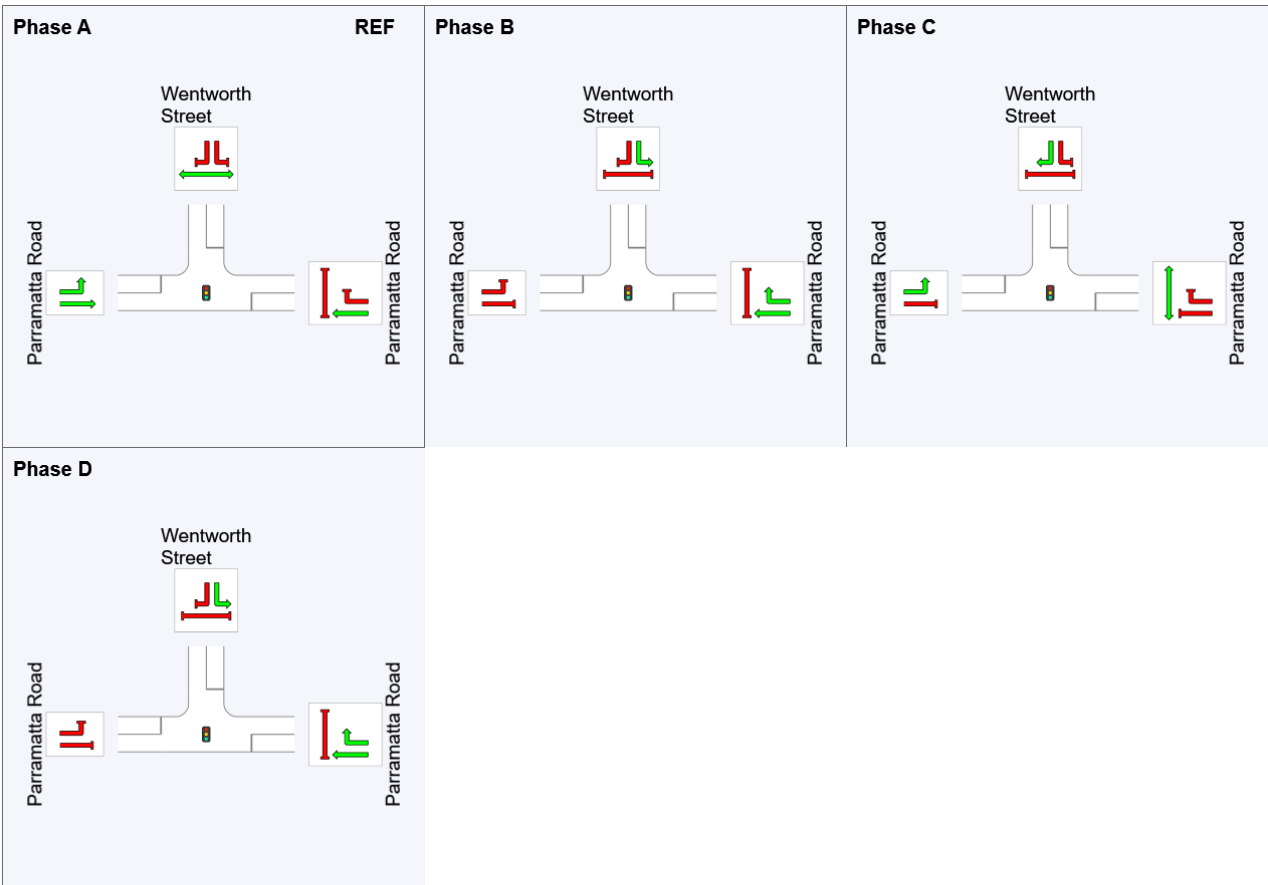 Phase A
REF
Wentworth
Street
Parramatta Road
Parramatta Road
Phase B
Wentworth
Street
Parramatta Road
Parramatta Road
Phase C
Wentworth
Street
Parramatta Road
Parramatta Road
Phase D
Wentworth
Street
Parramatta Road
Parramatta Road